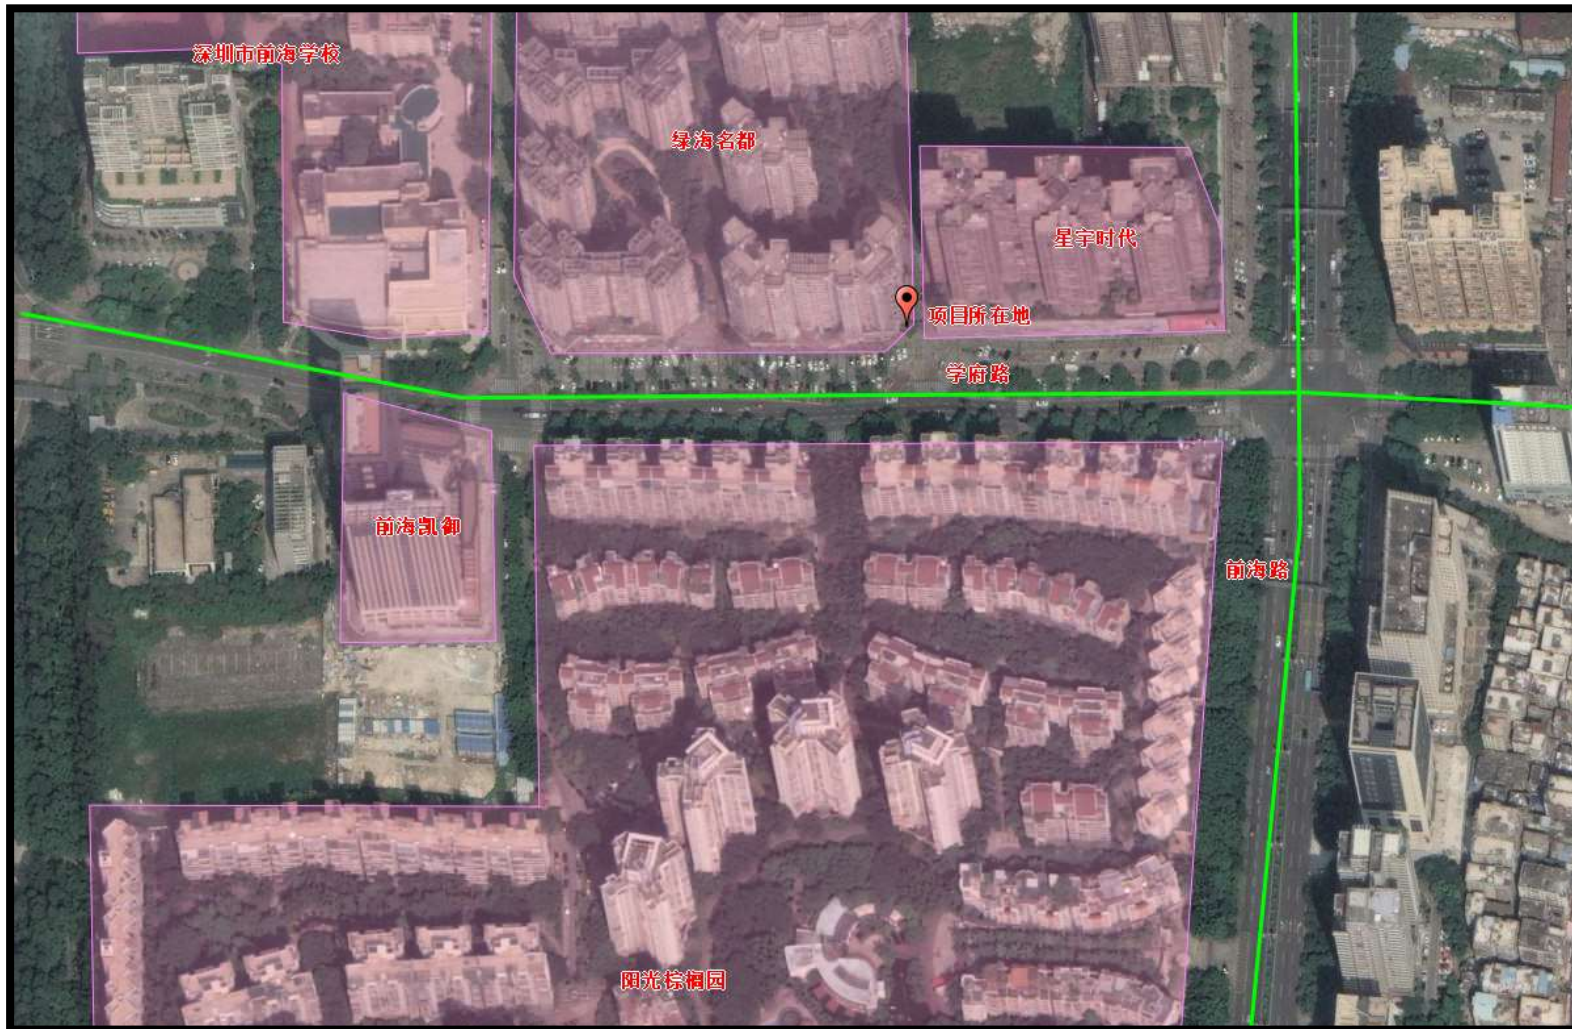 深圳市前海学校
绿海名都
星宇时代
项目所在地
学府路
前海凯御
前海路
阳光棕榈园